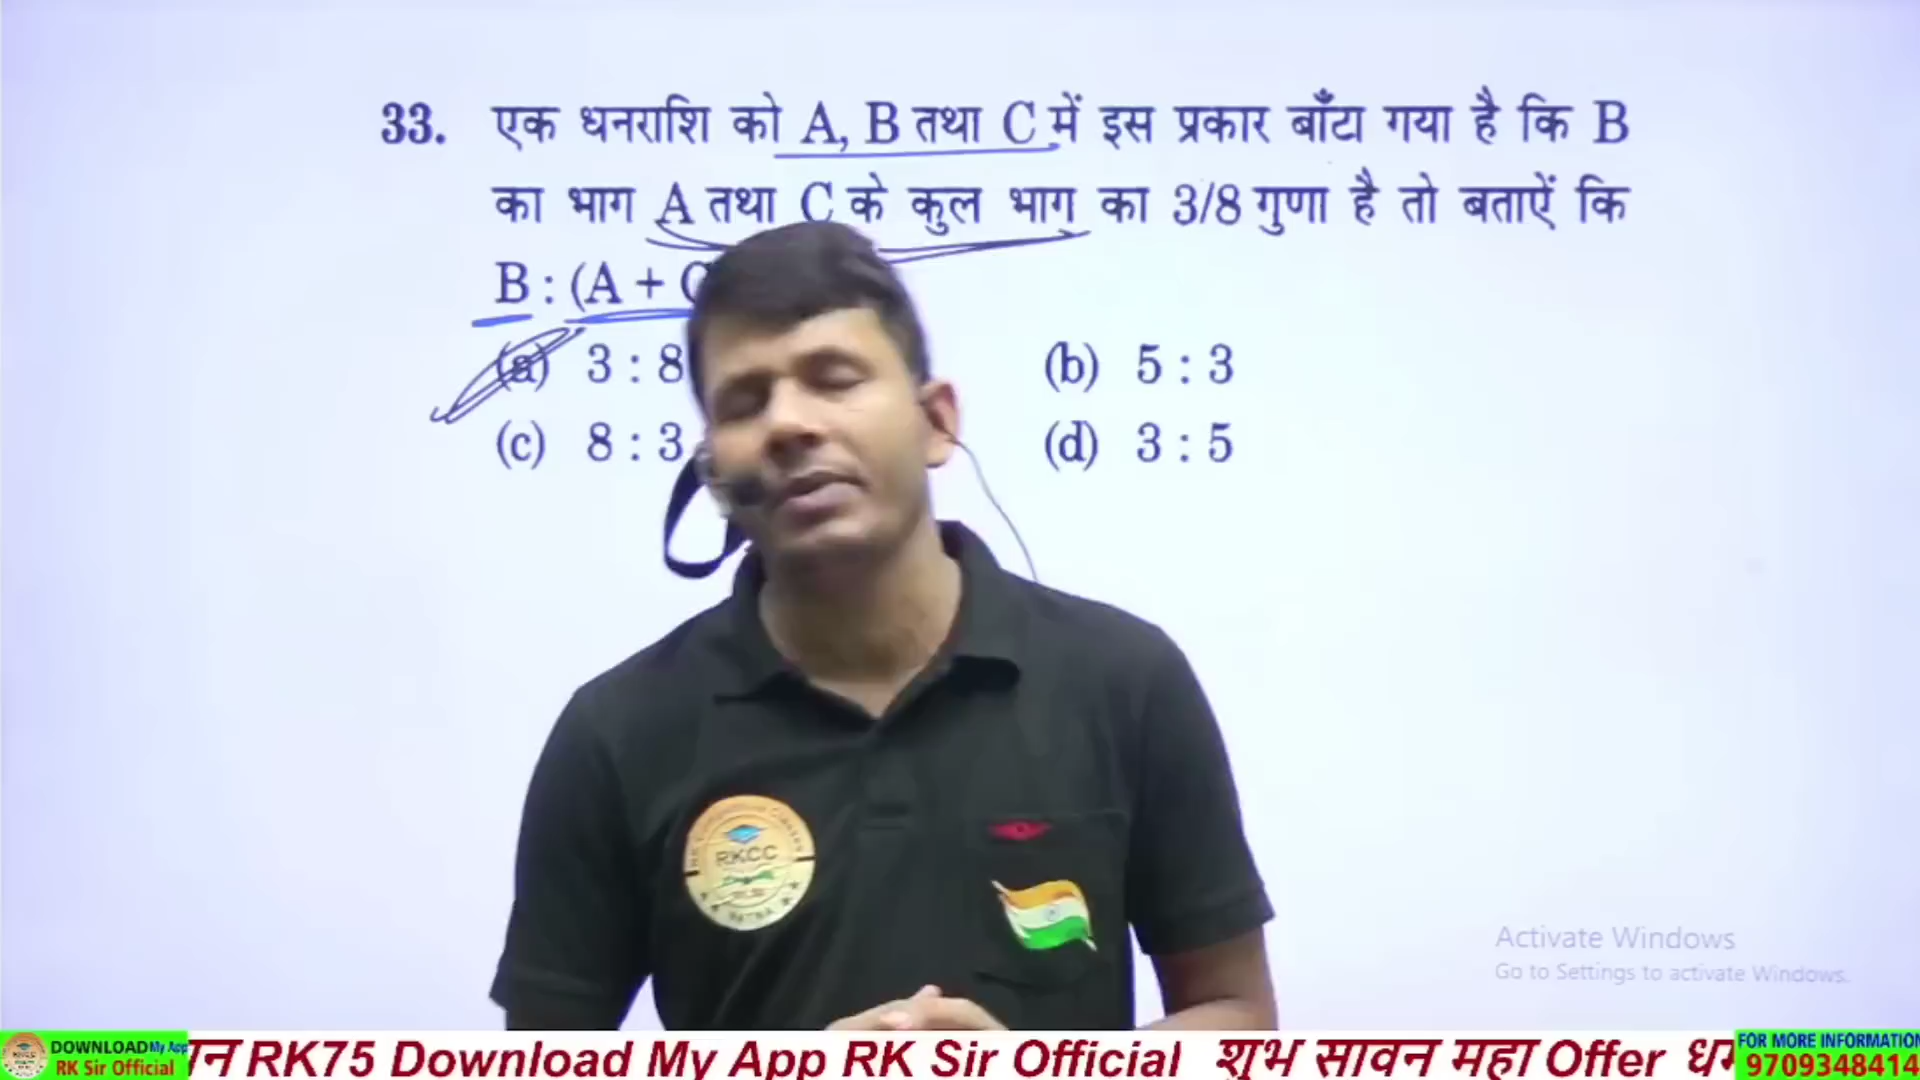 33. एक धनराशि को A, B तथा C में इस प्रकार बाँटा गया है कि B
का भाग A तथा C के कुल भाग का 3/8 गुणा है तो बताऐं कि
B : (A +
(a) 3 : 8 (b) 5 : 3
(c) 8 : 3 (d) 3 : 5
RKCC
Activate Windows
Go to Settings to activate Windows.
DOWNLOAD My App
RK Sir Official
RK75 Download My App RK Sir Official शुभ सावन महा Offer
FOR MORE INFORMATION
9709348414